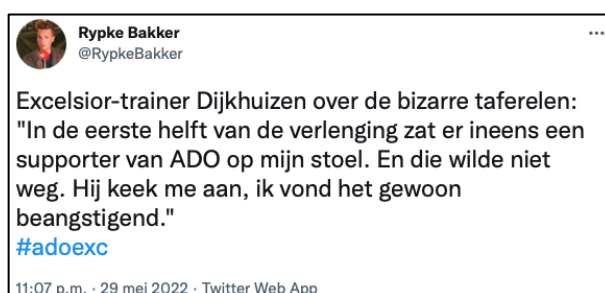 Rypke Bakker
@RypkeBakker
Excelsior-trainer Dijkhuizen over de bizarre taferelen:
"In de eerste helft van de verlenging zat er ineens een
supporter van ADO op mijn stoel. En die wilde niet
weg. Hij keek me aan, ik vond het gewoon
beangstigend."
#adoexc
11:07 p.m. · 29 mei 2022 · Twitter Web App